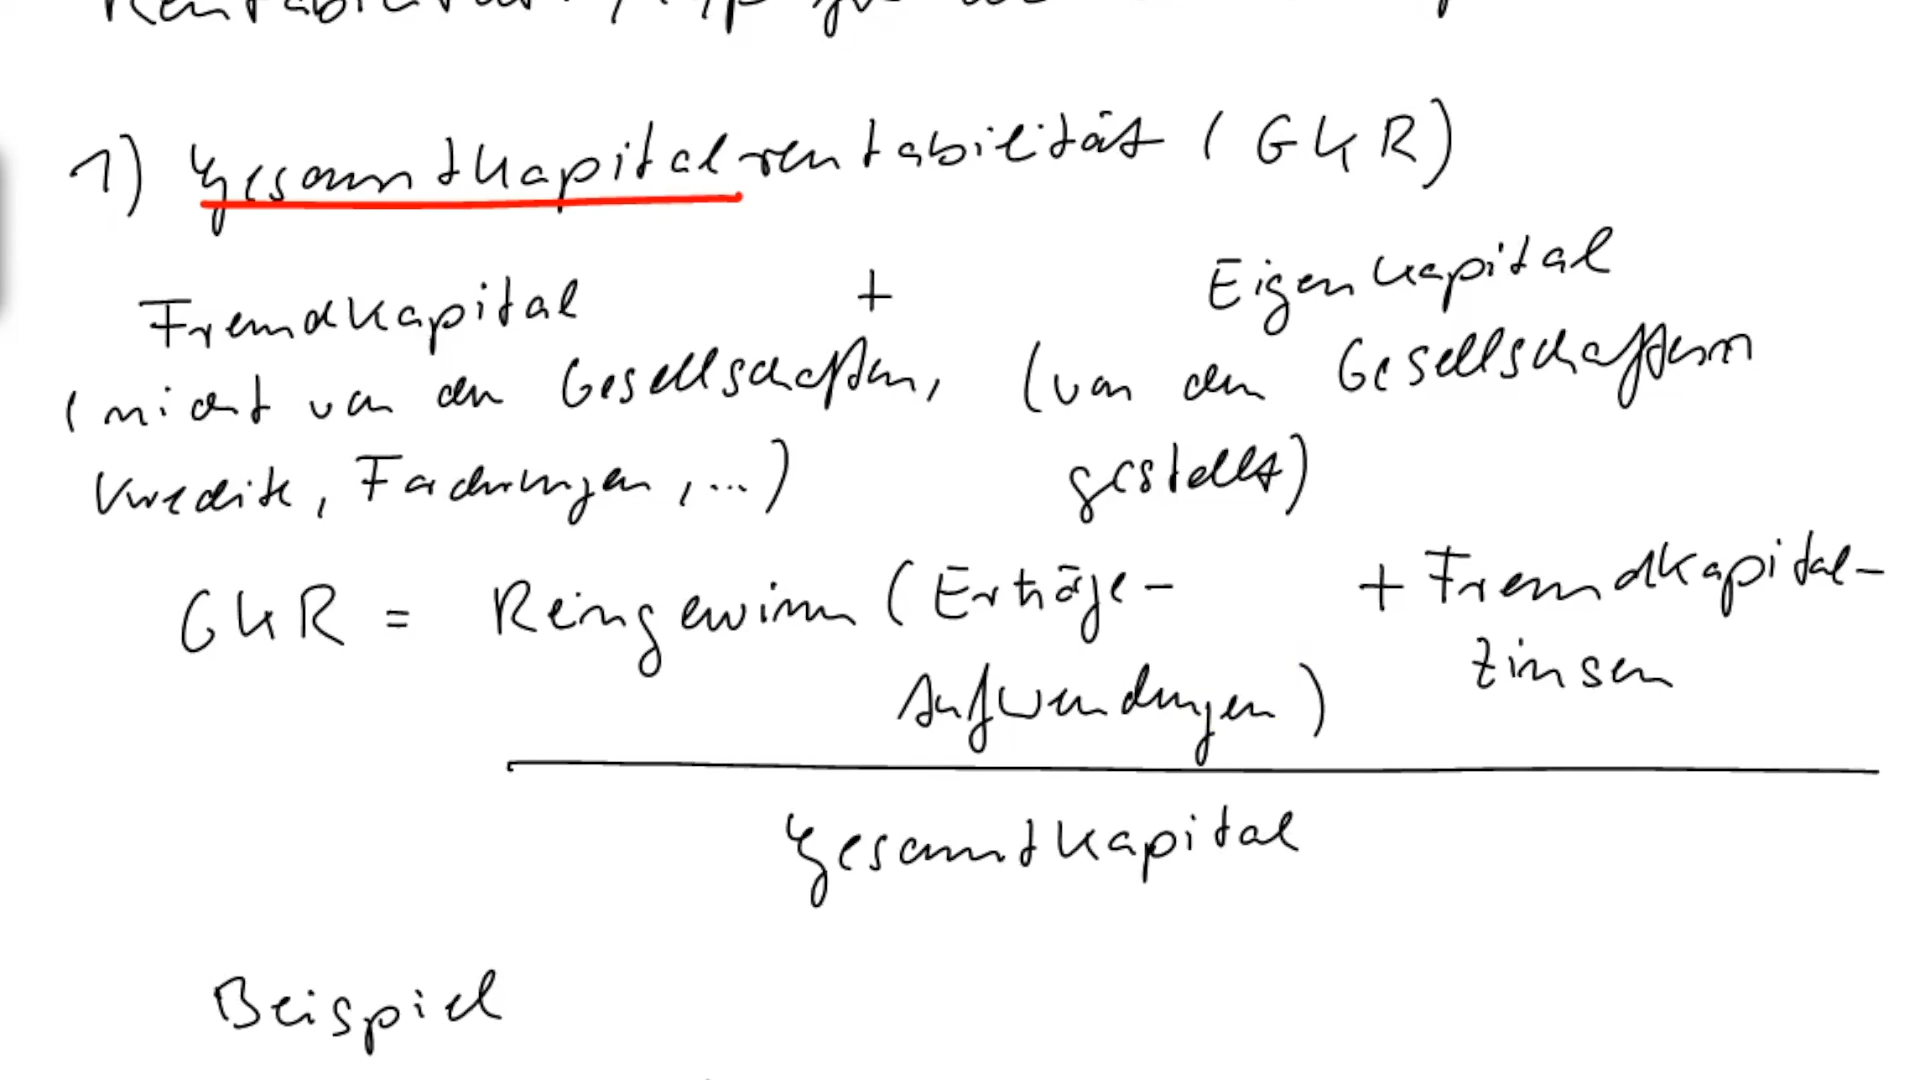 1) Gesamtkapitalrentabilität (GKR)
Fremdkapital + Eigenkapital
(nicht von den Gesellschaftern, (von den Gesellschaftern
Kredite, Forderungen, ...) gestellt)
GKR = Reingewinn (Erträge - + Fremdkapital-
Aufwendungen) zinsen
Gesamtkapital
Beispiel